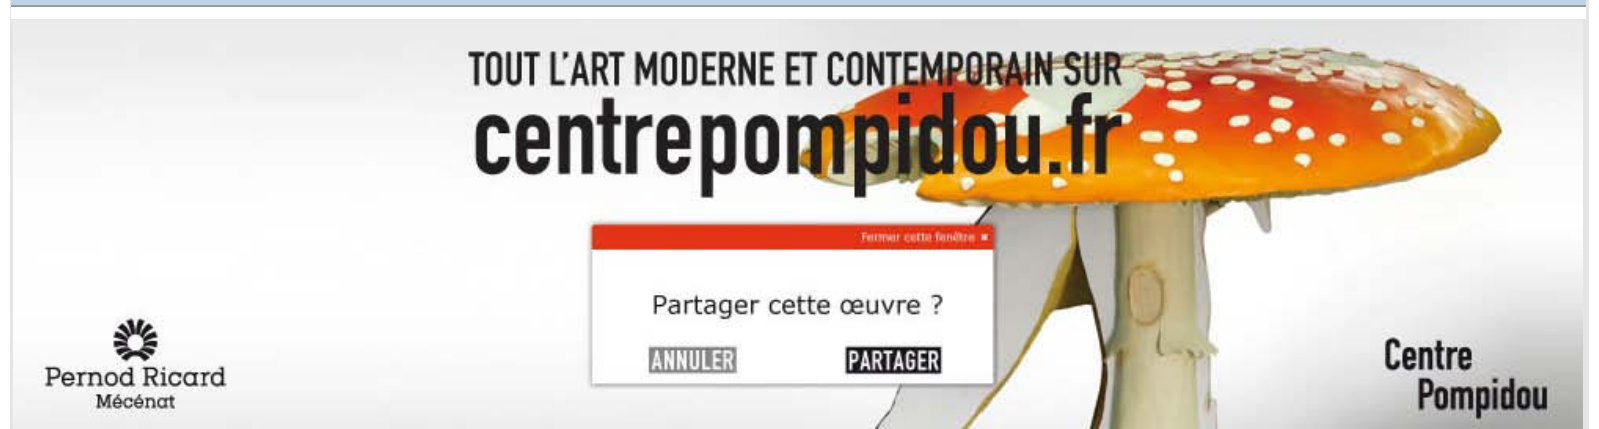 TOUT L'ART MODERNE ET CONTEMPORAIN SUR
centrepompidou.fr
Fermer cette fenêtre ×
Partager cette œuvre ?
ANNULER PARTAGER
Pernod Ricard
Mécénat
Centre
Pompidou